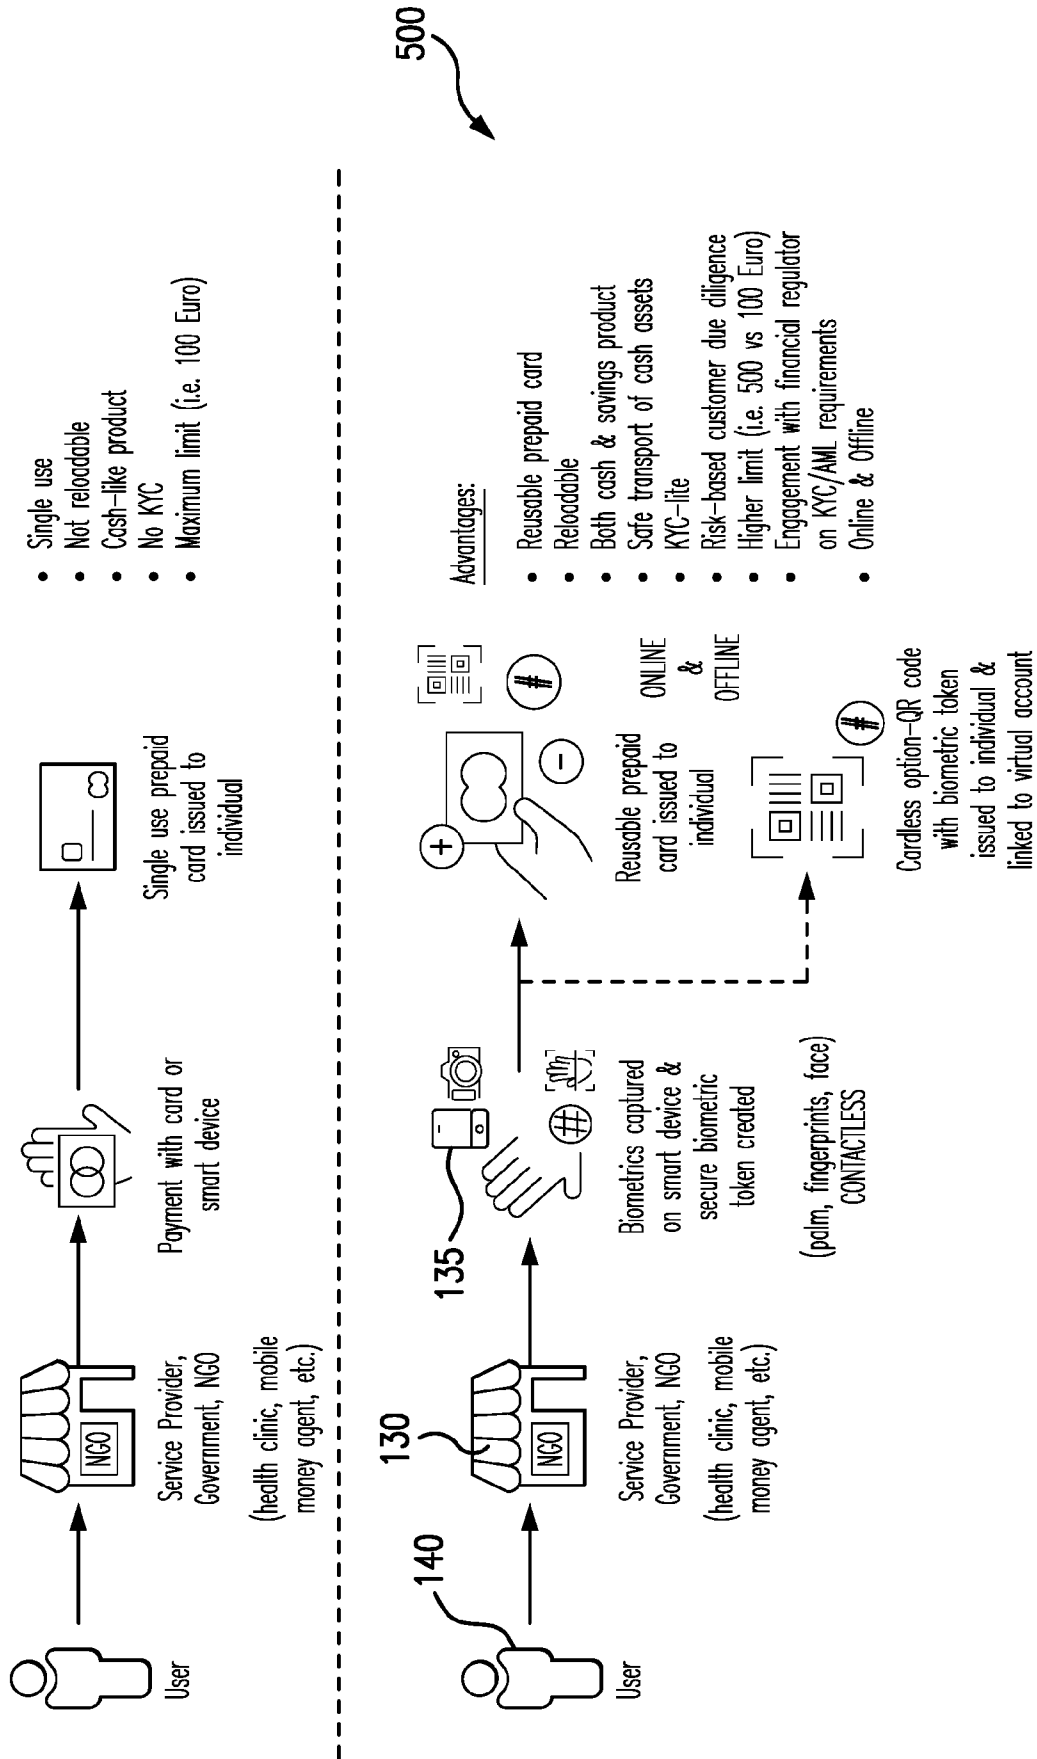 User
NGO
Service Provider,
Government, NGO
(health clinic, mobile
money agent, etc.)
Payment with card or
smart device
Single use prepaid
card issued to
individual
• Single use
• Not reloadable
• Cash-like product
• No KYC
• Maximum limit (i.e. 100 Euro)
500
140
User
130
NGO
Service Provider,
Government, NGO
(health clinic, mobile
money agent, etc.)
135
#
Biometrics captured
on smart device &
secure biometric
token created
(palm, fingerprints, face)
CONTACTLESS
+
-
#
Reusable prepaid
card issued to
individual
ONLINE
&
OFFLINE
#
Cardless option-QR code
with biometric token
issued to individual &
linked to virtual account
Advantages:
• Reusable prepaid card
• Reloadable
• Both cash & savings product
• Safe transport of cash assets
• KYC-lite
• Risk-based customer due diligence
• Higher limit (i.e. 500 vs 100 Euro)
• Engagement with financial regulator
on KYC/AML requirements
• Online & Offline